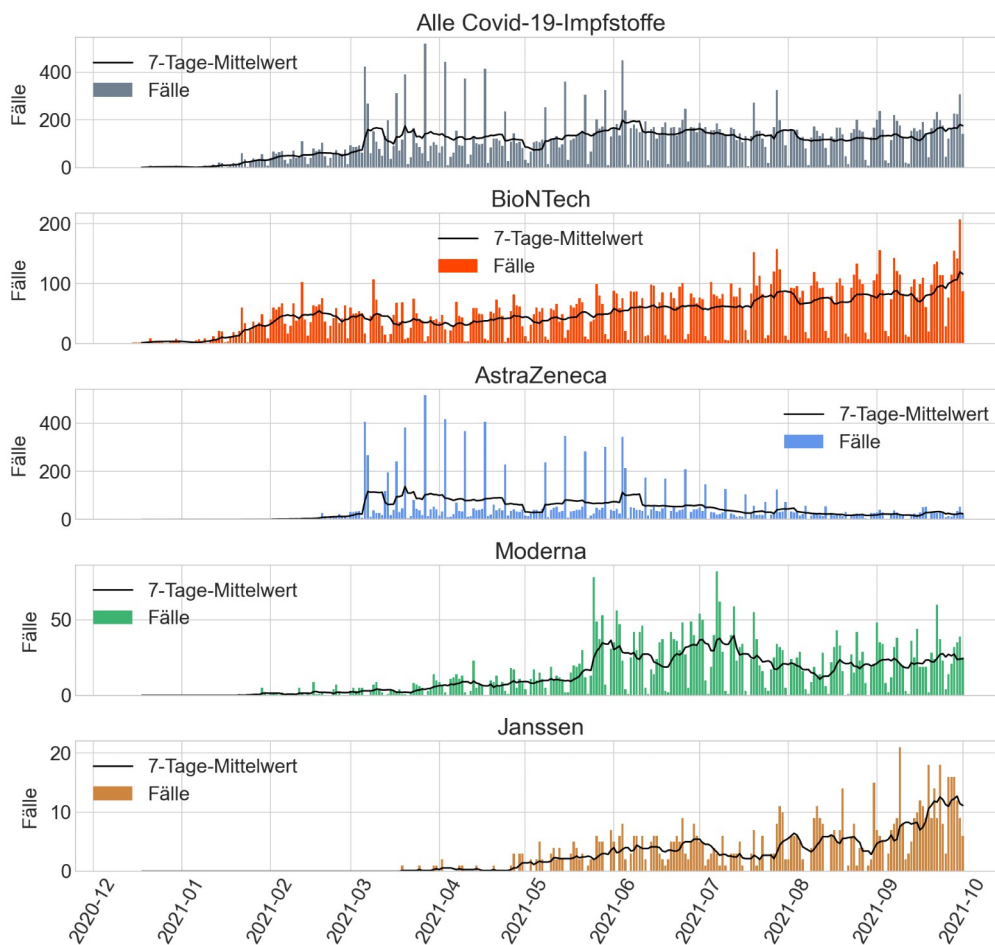 Alle Covid-19-Impfstoffe
Fälle
400
200
0
7-Tage-Mittelwert
Fälle
BioNTech
Fälle
200
100
0
7-Tage-Mittelwert
Fälle
AstraZeneca
Fälle
400
200
0
7-Tage-Mittelwert
Fälle
Moderna
Fälle
50
0
7-Tage-Mittelwert
Fälle
Janssen
Fälle
20
10
0
7-Tage-Mittelwert
Fälle
2020-12
2021-01
2021-02
2021-03
2021-04
2021-05
2021-06
2021-07
2021-08
2021-09
2021-10